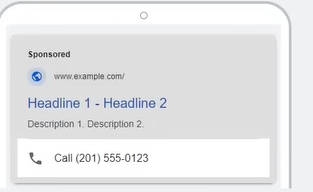 Sponsored
www.example.com/
Headline 1 - Headline 2
Description 1. Description 2.
Call (201) 555-0123